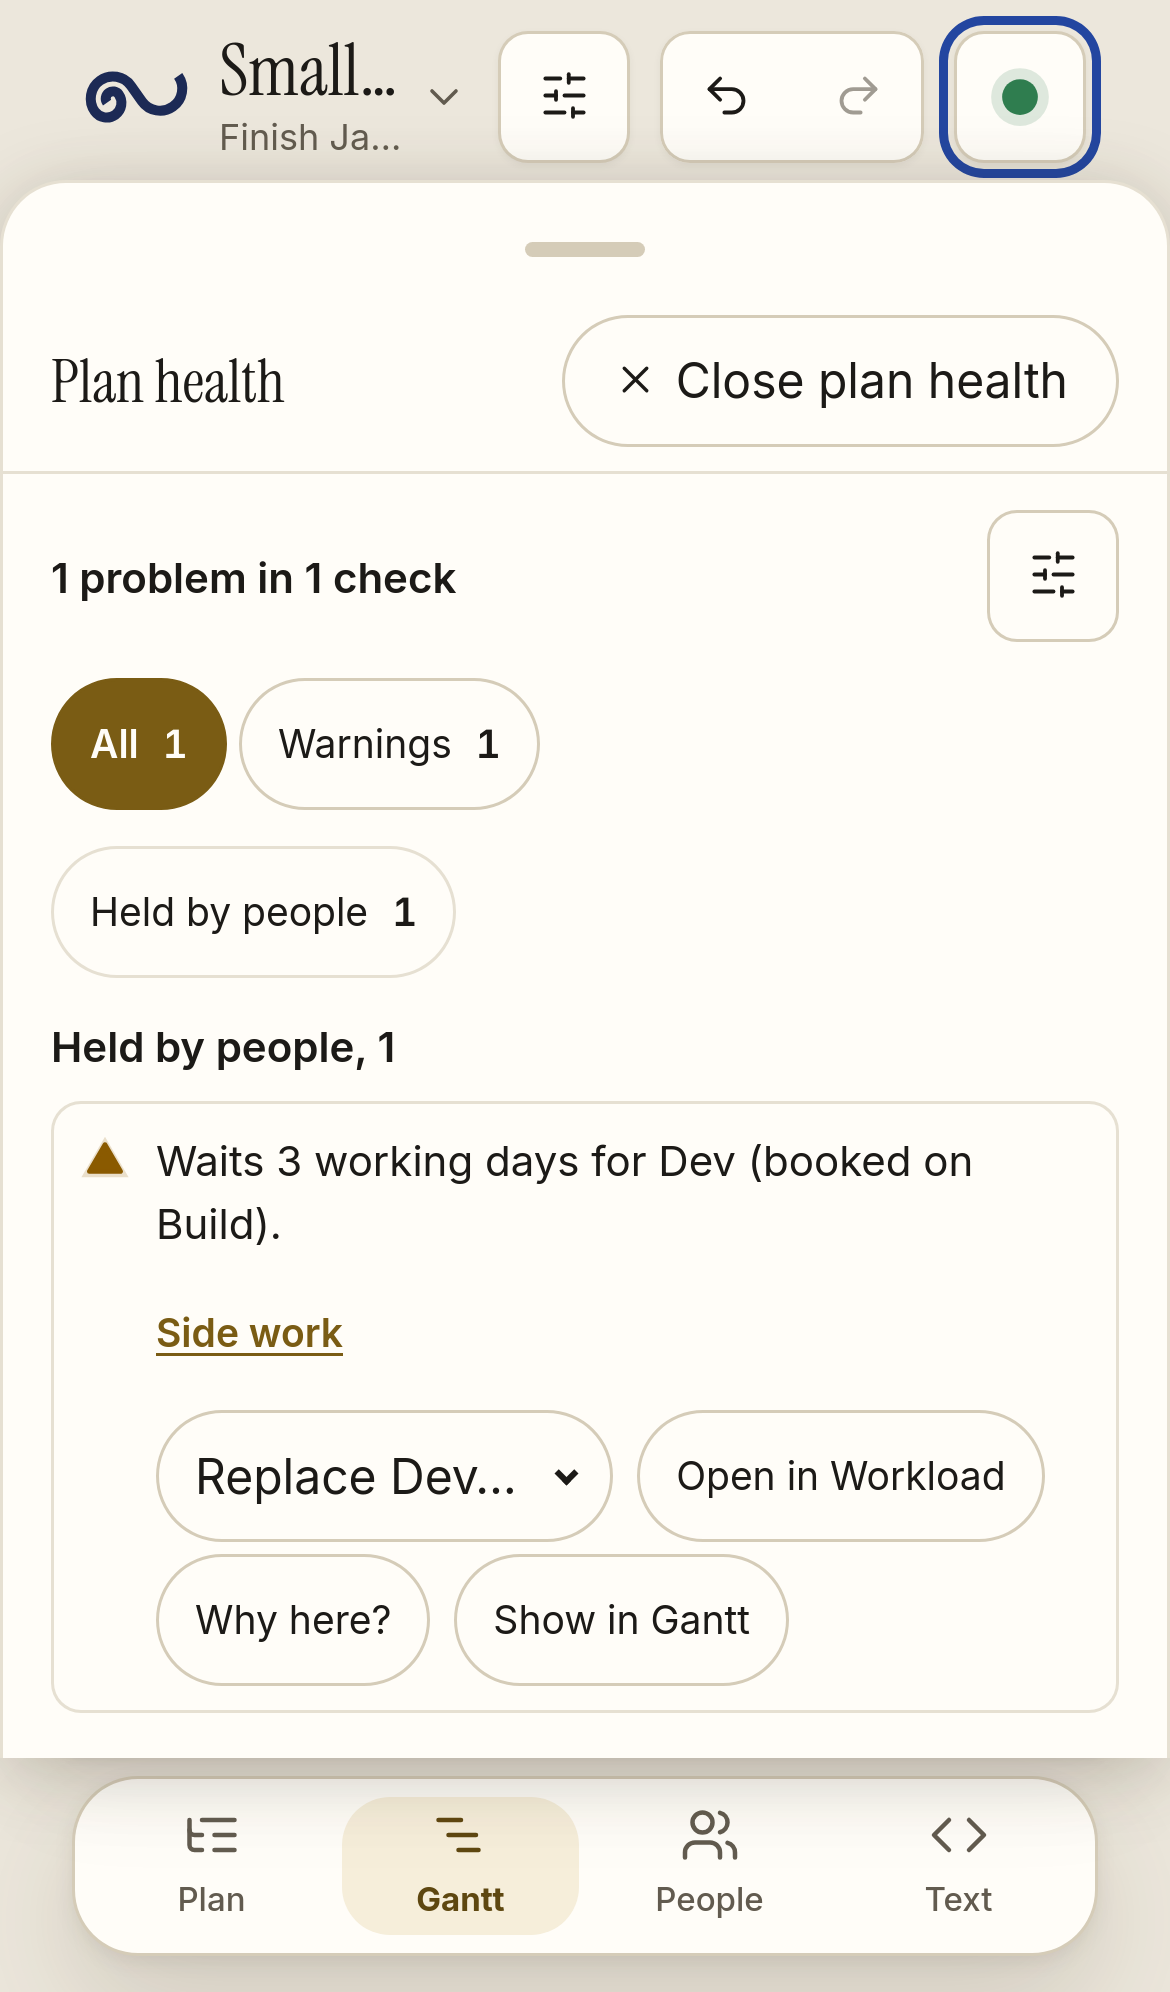 Small...
Finish Ja...
Plan health
Close plan health
1 problem in 1 check
All 1
Warnings 1
Held by people 1
Held by people, 1
Waits 3 working days for Dev (booked on
Build).
Side work
Replace Dev...
Open in Workload
Why here?
Show in Gantt
Plan
Gantt
People
Text